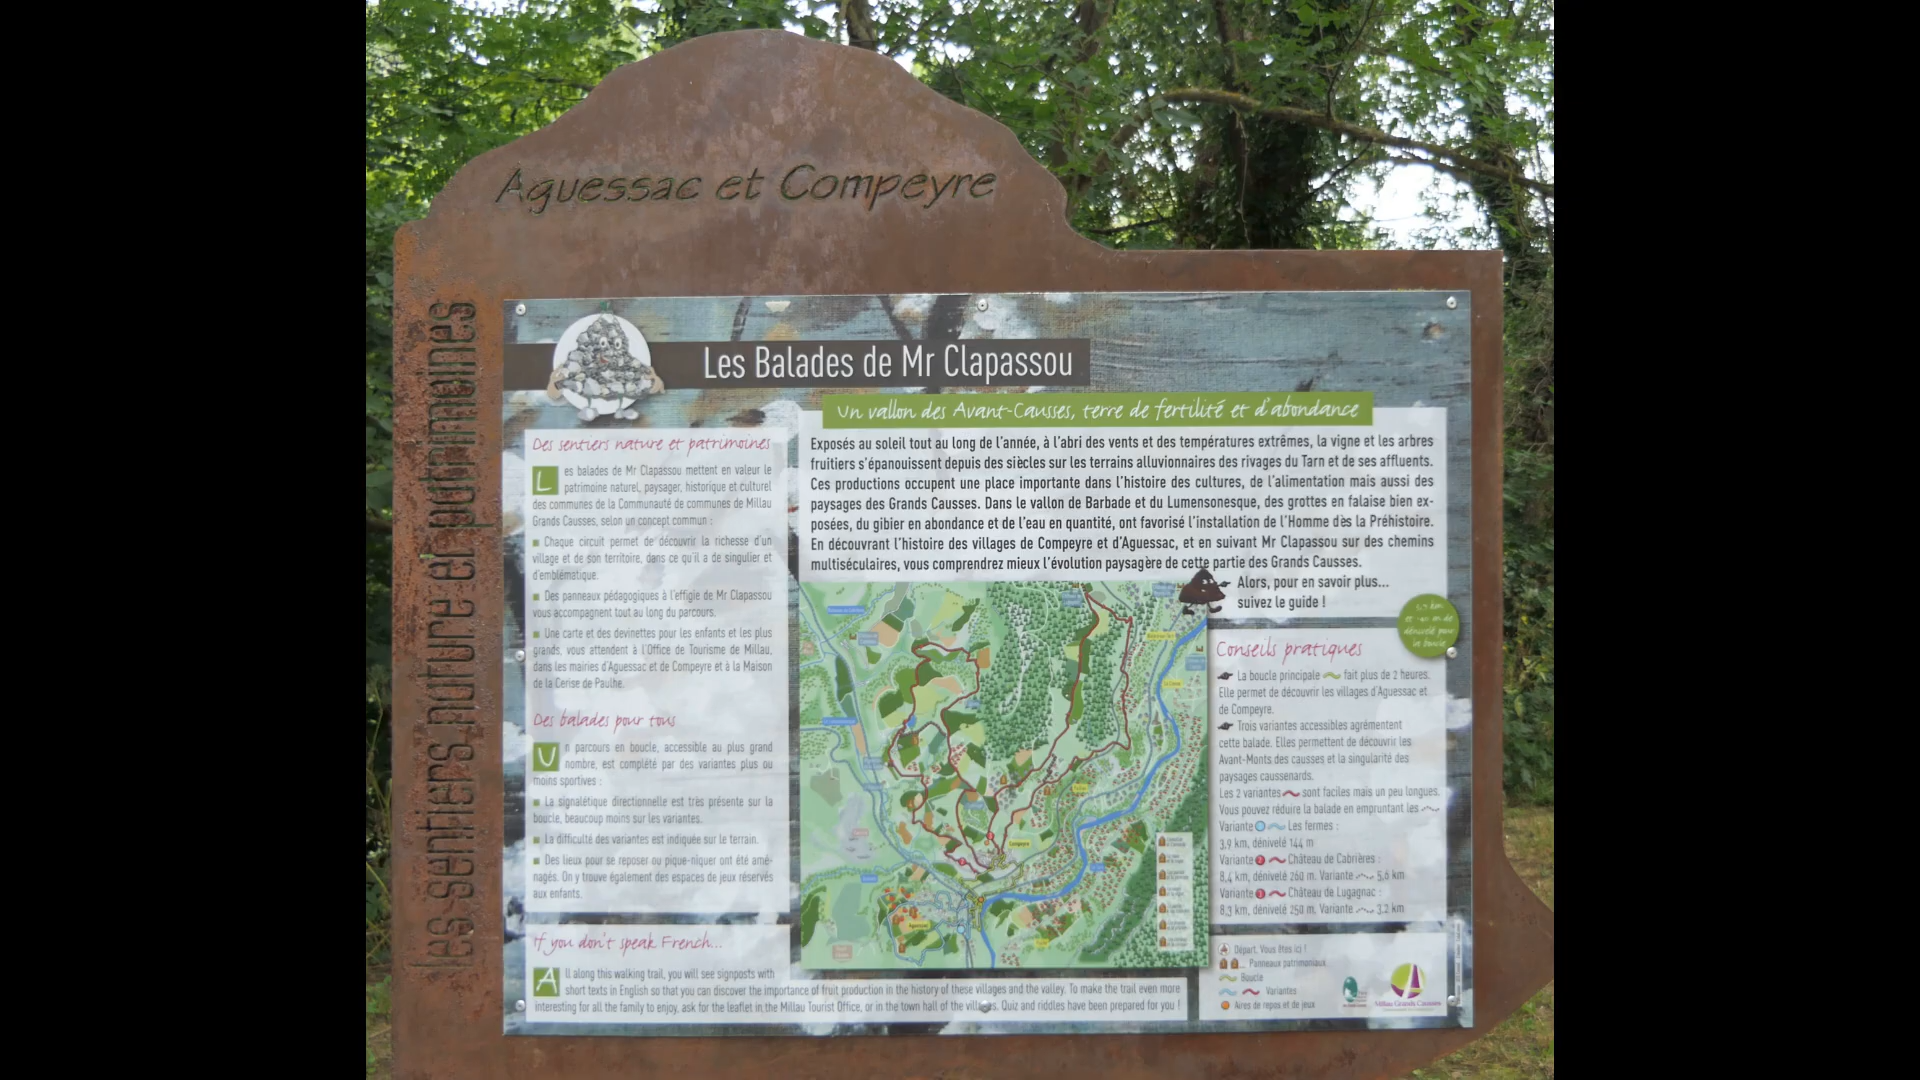 Aguessac et Compeyre
les sentiers nature et patrimoines
Les Balades de Mr Clapassou
Un vallon des Avant-Causses, terre de fertilité et d'abondance
Exposés au soleil tout au long de l'année, à l'abri des vents et des températures extrêmes, la vigne et les arbres
fruitiers s'épanouissent depuis des siècles sur les terrains alluvionnaires des rivages du Tarn et de ses affluents.
Ces productions occupent une place importante dans l'histoire des cultures, de l'alimentation mais aussi des
paysages des Grands Causses. Dans le vallon de Barbade et du Lumensonesque, des grottes en falaise bien ex-
posées, du gibier en abondance et de l'eau en quantité, ont favorisé l'installation de l'Homme dès la Préhistoire.
En découvrant l'histoire des villages de Compeyre et d'Aguessac, et en suivant Mr Clapassou sur des chemins
multiséculaires, vous comprendrez mieux l'évolution paysagère de cette partie des Grands Causses.
Alors, pour en savoir plus...
suivez le guide !
Des sentiers nature et patrimoines
Les balades de Mr Clapassou mettent en valeur le
patrimoine naturel, paysager, historique et culturel
des communes de la Communauté de communes de Millau
Grands Causses, selon un concept commun :
Chaque circuit permet de découvrir la richesse d'un
village et de son territoire, dans ce qu'il a de singulier et
d'emblématique.
Des panneaux pédagogiques à l'effigie de Mr Clapassou
vous accompagnent tout au long du parcours.
Une carte et des devinettes pour les enfants et les plus
grands, vous attendent à l'Office de Tourisme de Millau,
dans les mairies d'Aguessac et de Compeyre et à la Maison
de la Cerise de Paulhe.
Des balades pour tous
Un parcours en boucle, accessible au plus grand
nombre, est complété par des variantes plus ou
moins sportives :
La signalétique directionnelle est très présente sur la
boucle, beaucoup moins sur les variantes.
La difficulté des variantes est indiquée sur le terrain.
Des lieux pour se reposer ou pique-niquer ont été amé-
nagés. On y trouve également des espaces de jeux réservés
aux enfants.
If you don't speak French...
All along this walking trail, you will see signposts with
short texts in English so that you can discover the importance of fruit production in the history of these villages and the valley. To make the trail even more
interesting for all the family to enjoy, ask for the leaflet in the Millau Tourist Office, or in the town hall of the villages. Quiz and riddles have been prepared for you !
Compeyre
Aguessac
Conseils pratiques
La boucle principale fait plus de 2 heures.
Elle permet de découvrir les villages d'Aguessac et
de Compeyre.
Trois variantes accessibles agrémentent
cette balade. Elles permettent de découvrir les
Avant-Monts des causses et la singularité des
paysages caussenards.
Les 2 variantes sont faciles mais un peu longues.
Vous pouvez réduire la balade en empruntant les
Variante Les fermes :
3,9 km, dénivelé 144 m
Variante 2 Château de Cabrières :
8,4 km, dénivelé 260 m. Variante 5,6 km
Variante Château de Lugagnac :
8,3 km, dénivelé 250 m. Variante 3,2 km
Départ, Vous êtes ici !
Panneaux patrimoniaux
Boucle
Variantes
Aires de repos et de jeux
Millau Grands Causses